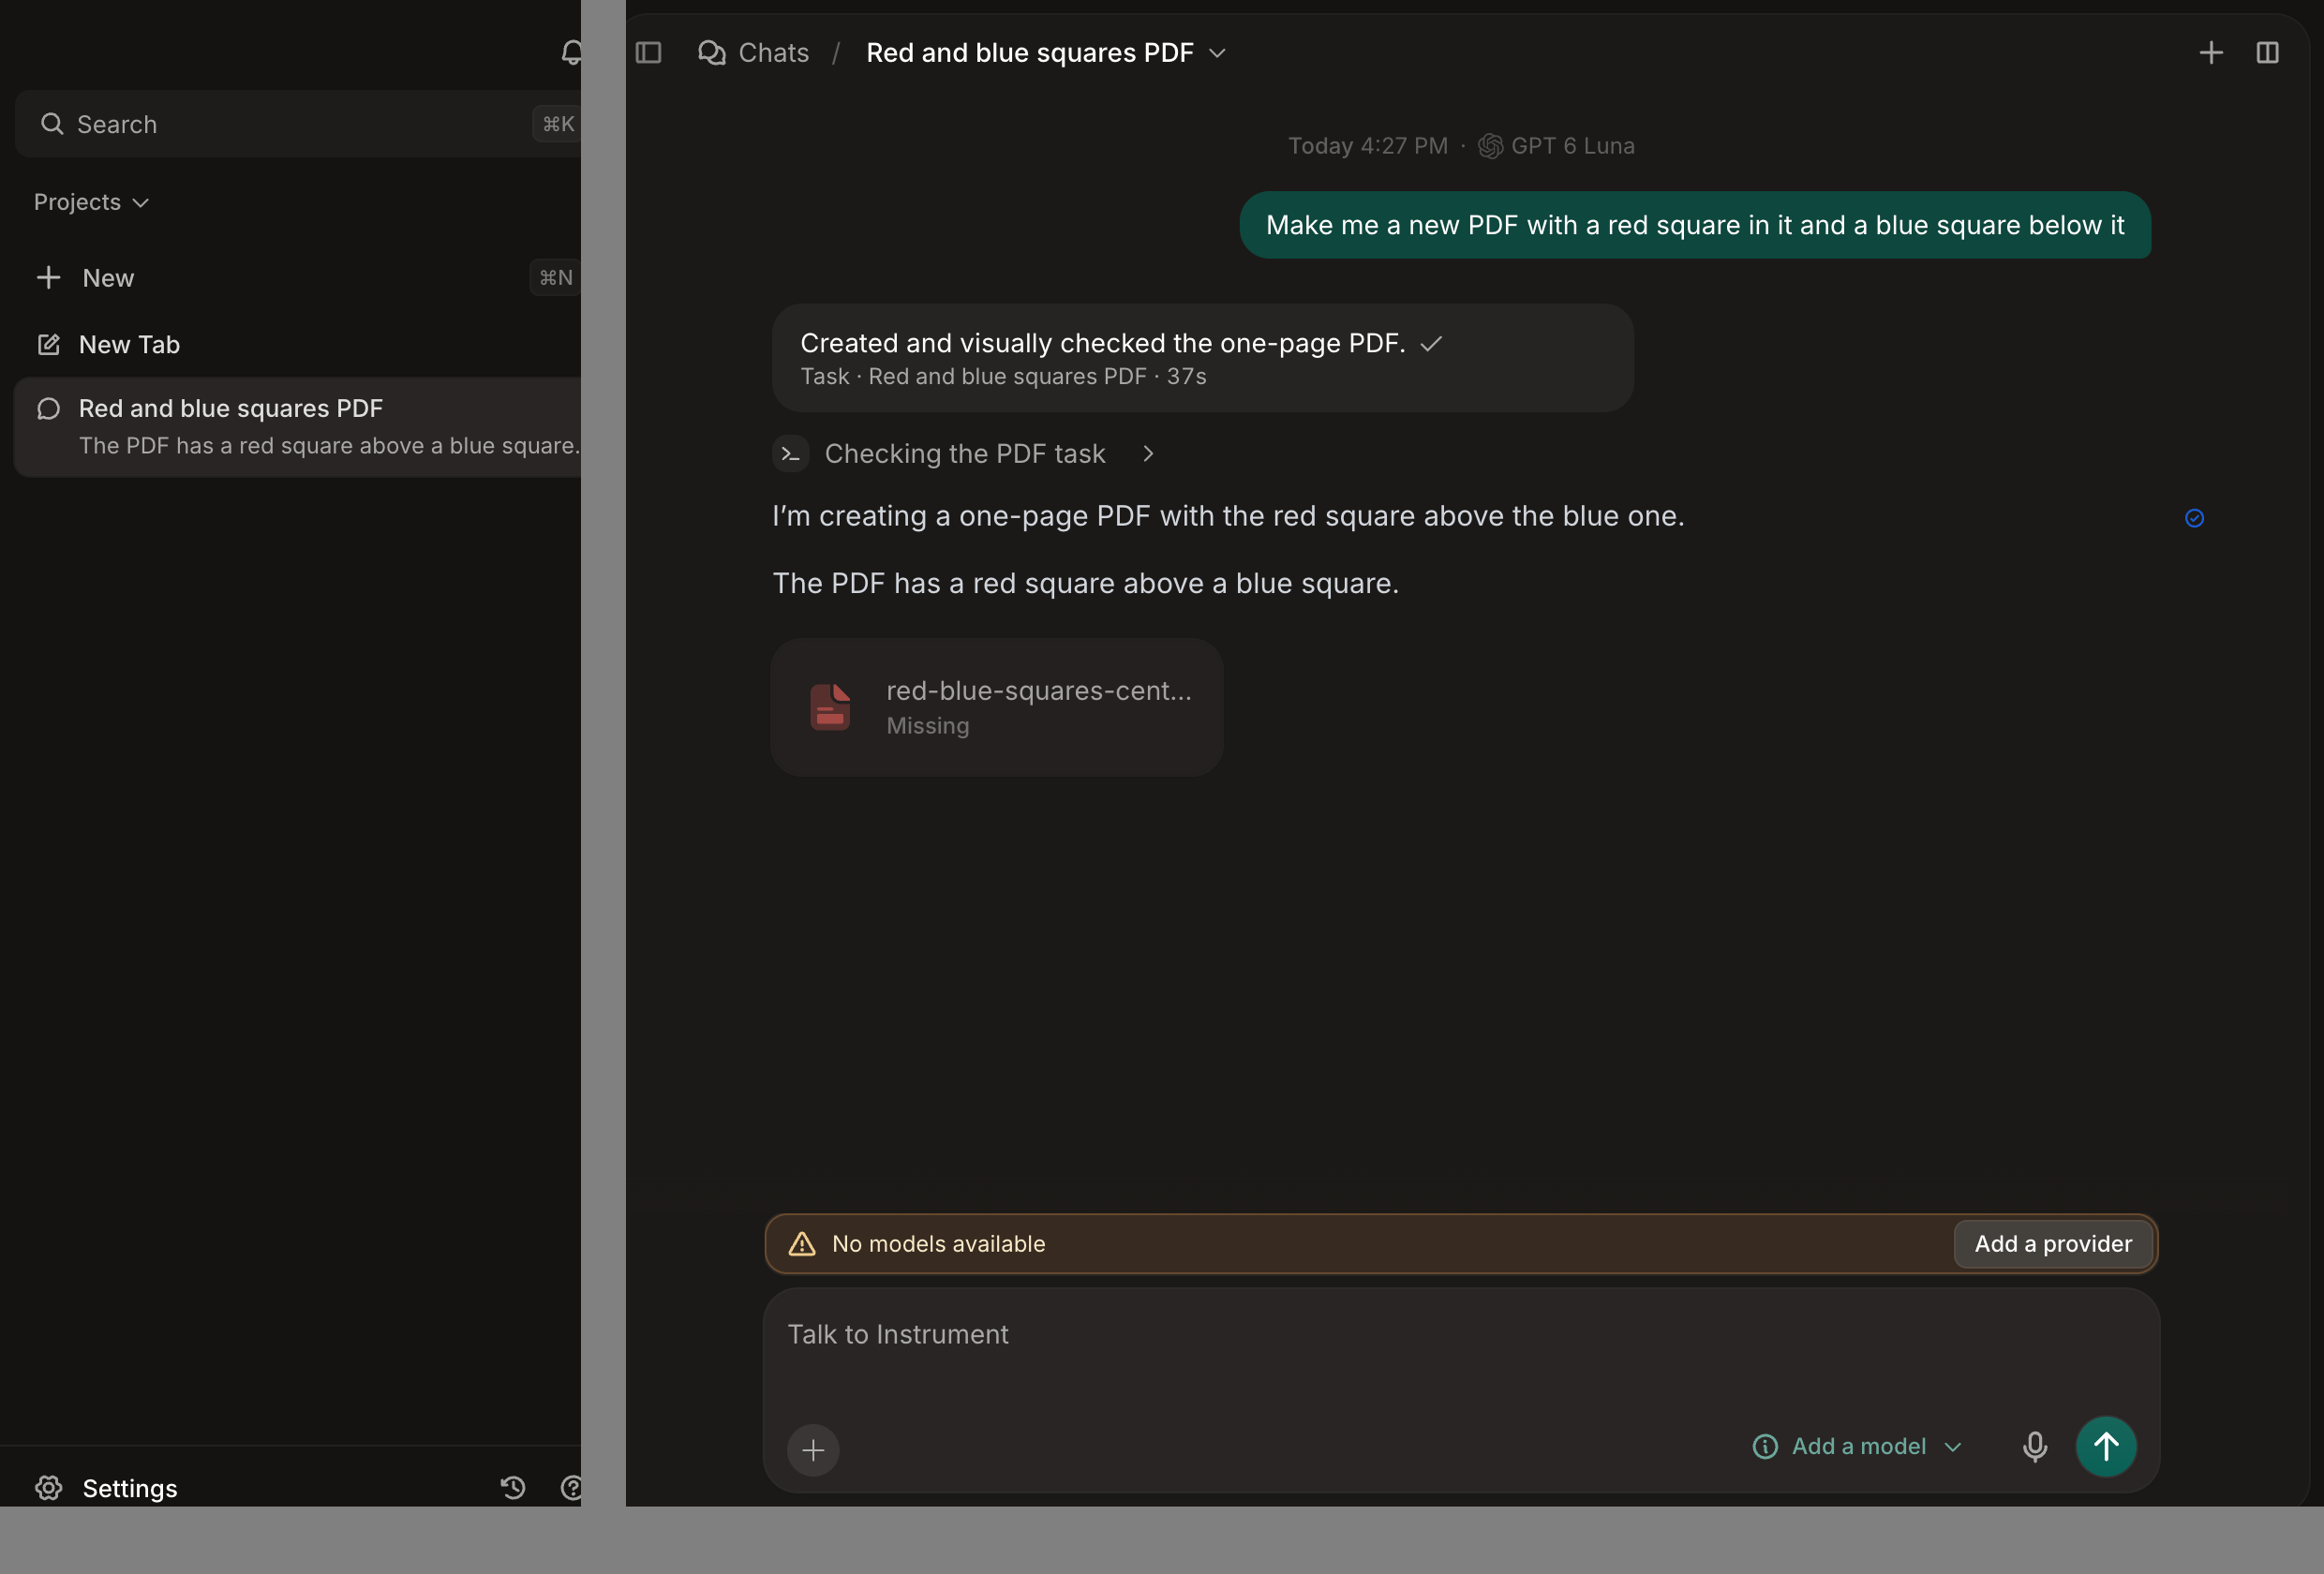 Search
⌘K
Projects
New
⌘N
New Tab
Red and blue squares PDF
The PDF has a red square above a blue square.
Settings
Chats / Red and blue squares PDF
Today 4:27 PM · GPT 6 Luna
Make me a new PDF with a red square in it and a blue square below it
Created and visually checked the one-page PDF.
Task · Red and blue squares PDF · 37s
Checking the PDF task
I’m creating a one-page PDF with the red square above the blue one.
The PDF has a red square above a blue square.
red-blue-squares-cent...
Missing
No models available
Add a provider
Talk to Instrument
Add a model